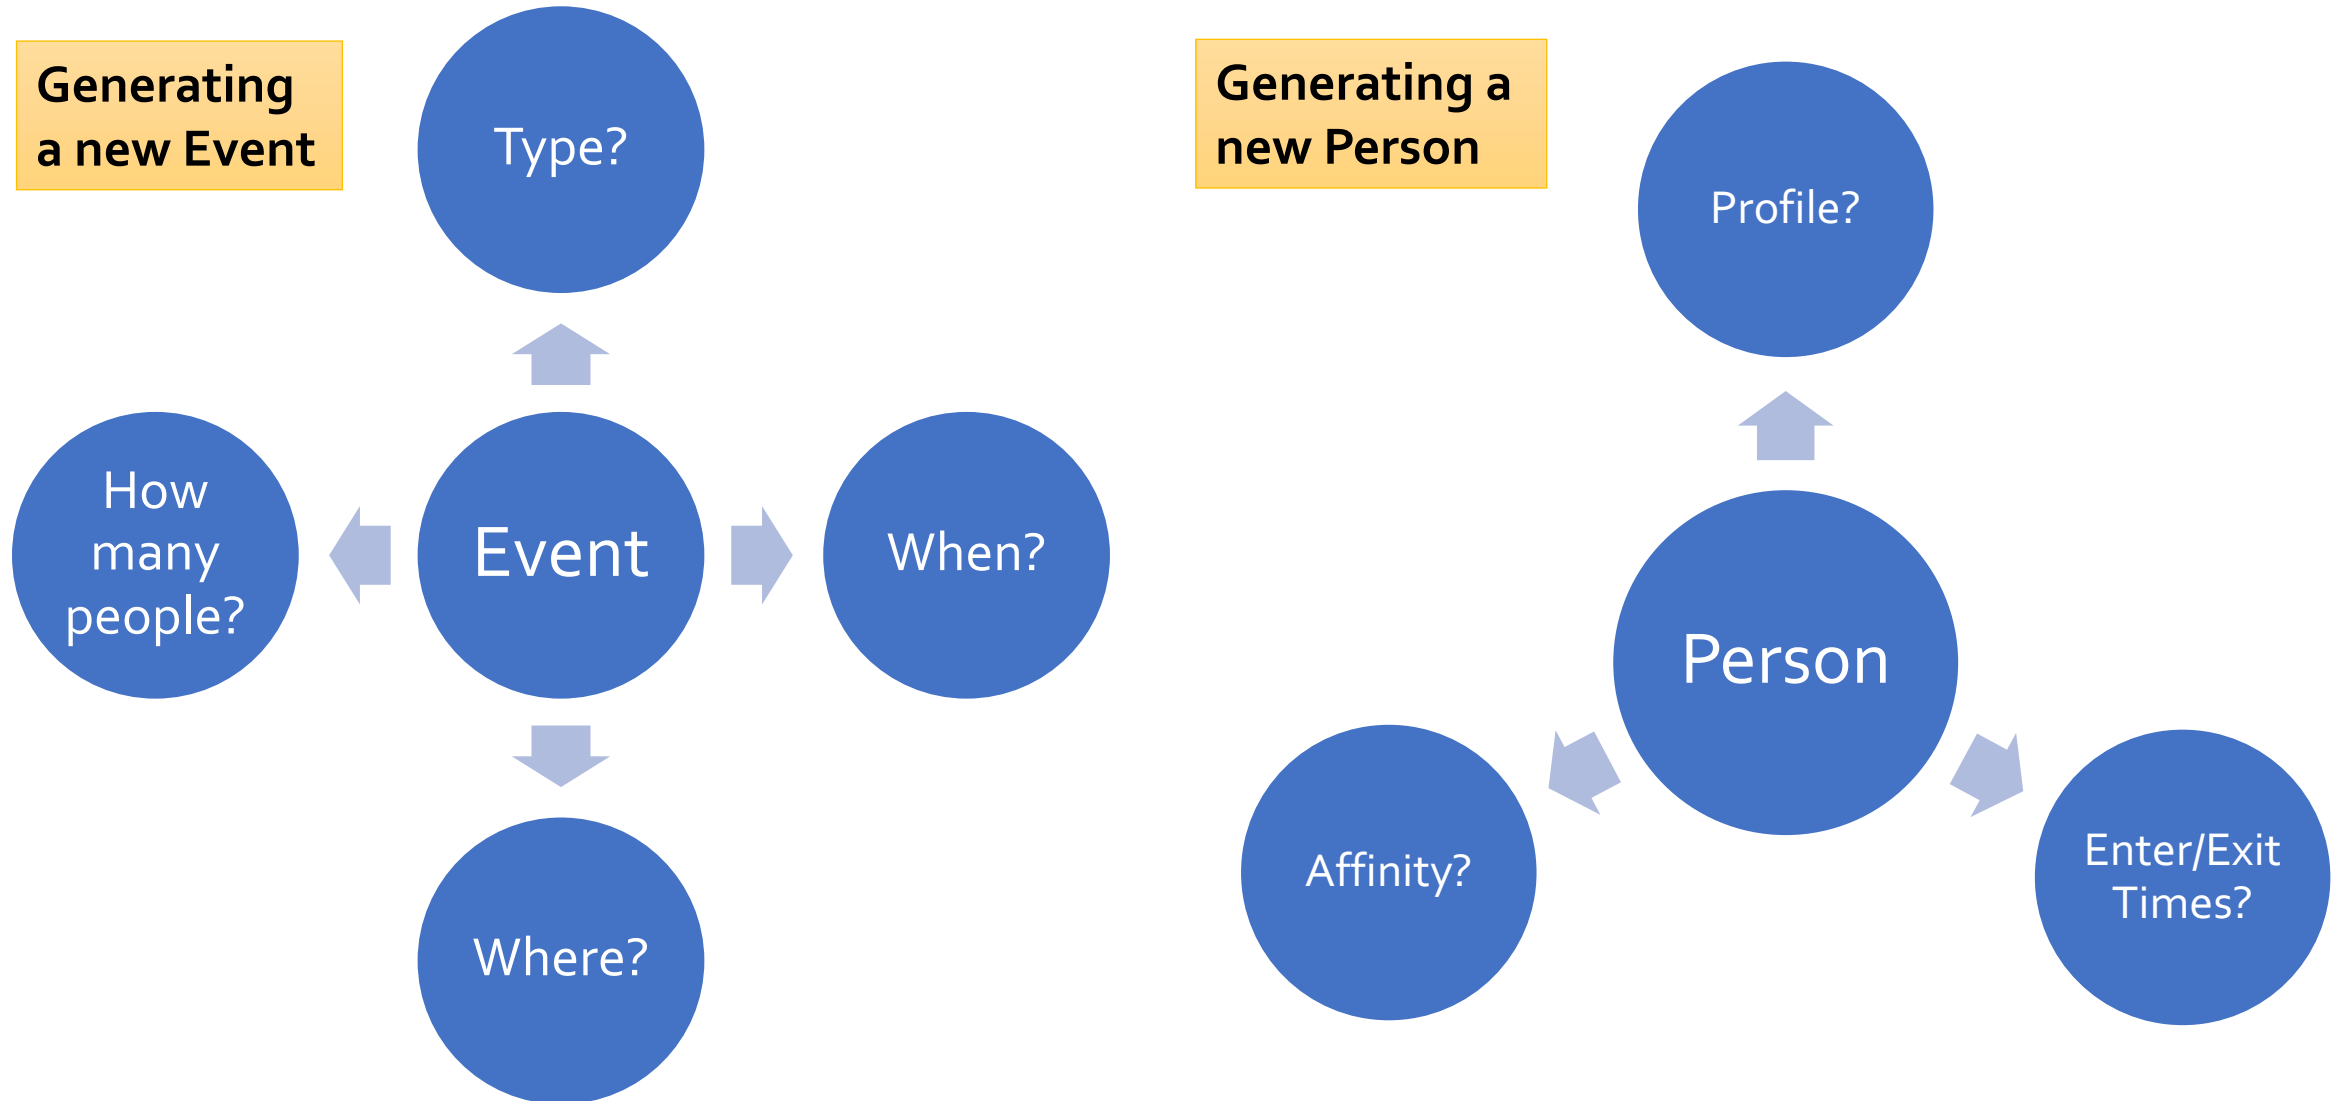 Generating
a new Event
Type?
How
many
people?
Event
When?
Where?
Generating a
new Person
Profile?
Person
Affinity?
Enter/Exit
Times?